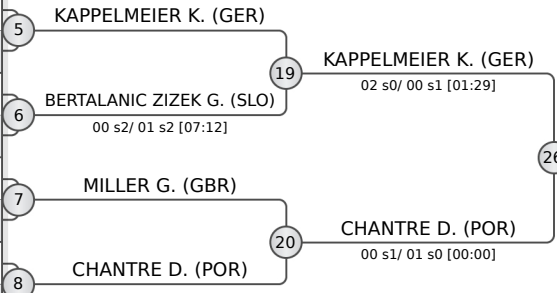 KAPPELMEIER K. (GER)
5
19
KAPPELMEIER K. (GER)
02 s0/ 00 s1 [01:29]
BERTALANIC ZIZEK G. (SLO)
6
00 s2/ 01 s2 [07:12]
26
MILLER G. (GBR)
7
20
CHANTRE D. (POR)
00 s1/ 01 s0 [00:00]
CHANTRE D. (POR)
8